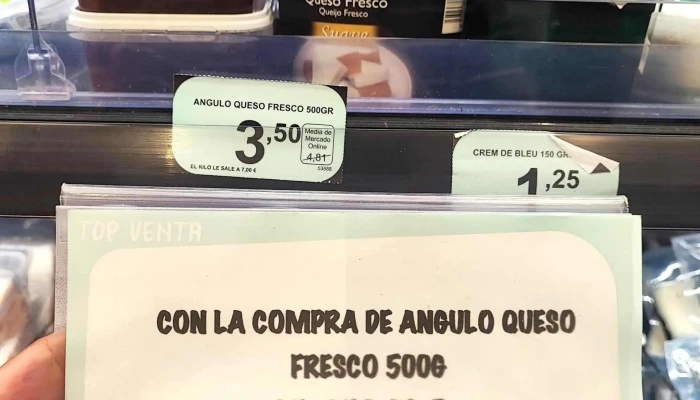 Queso Fresco
Queijo Fresco
Suave
ANGULO QUESO FRESCO 500GR
3,50
Media de
Mercado
Online
4,81
EL KILO LE SALE A 7,00 €
53888
CREM DE BLEU 150 GR
1,25
TOP VENTA
CON LA COMPRA DE ANGULO QUESO
FRESCO 500G